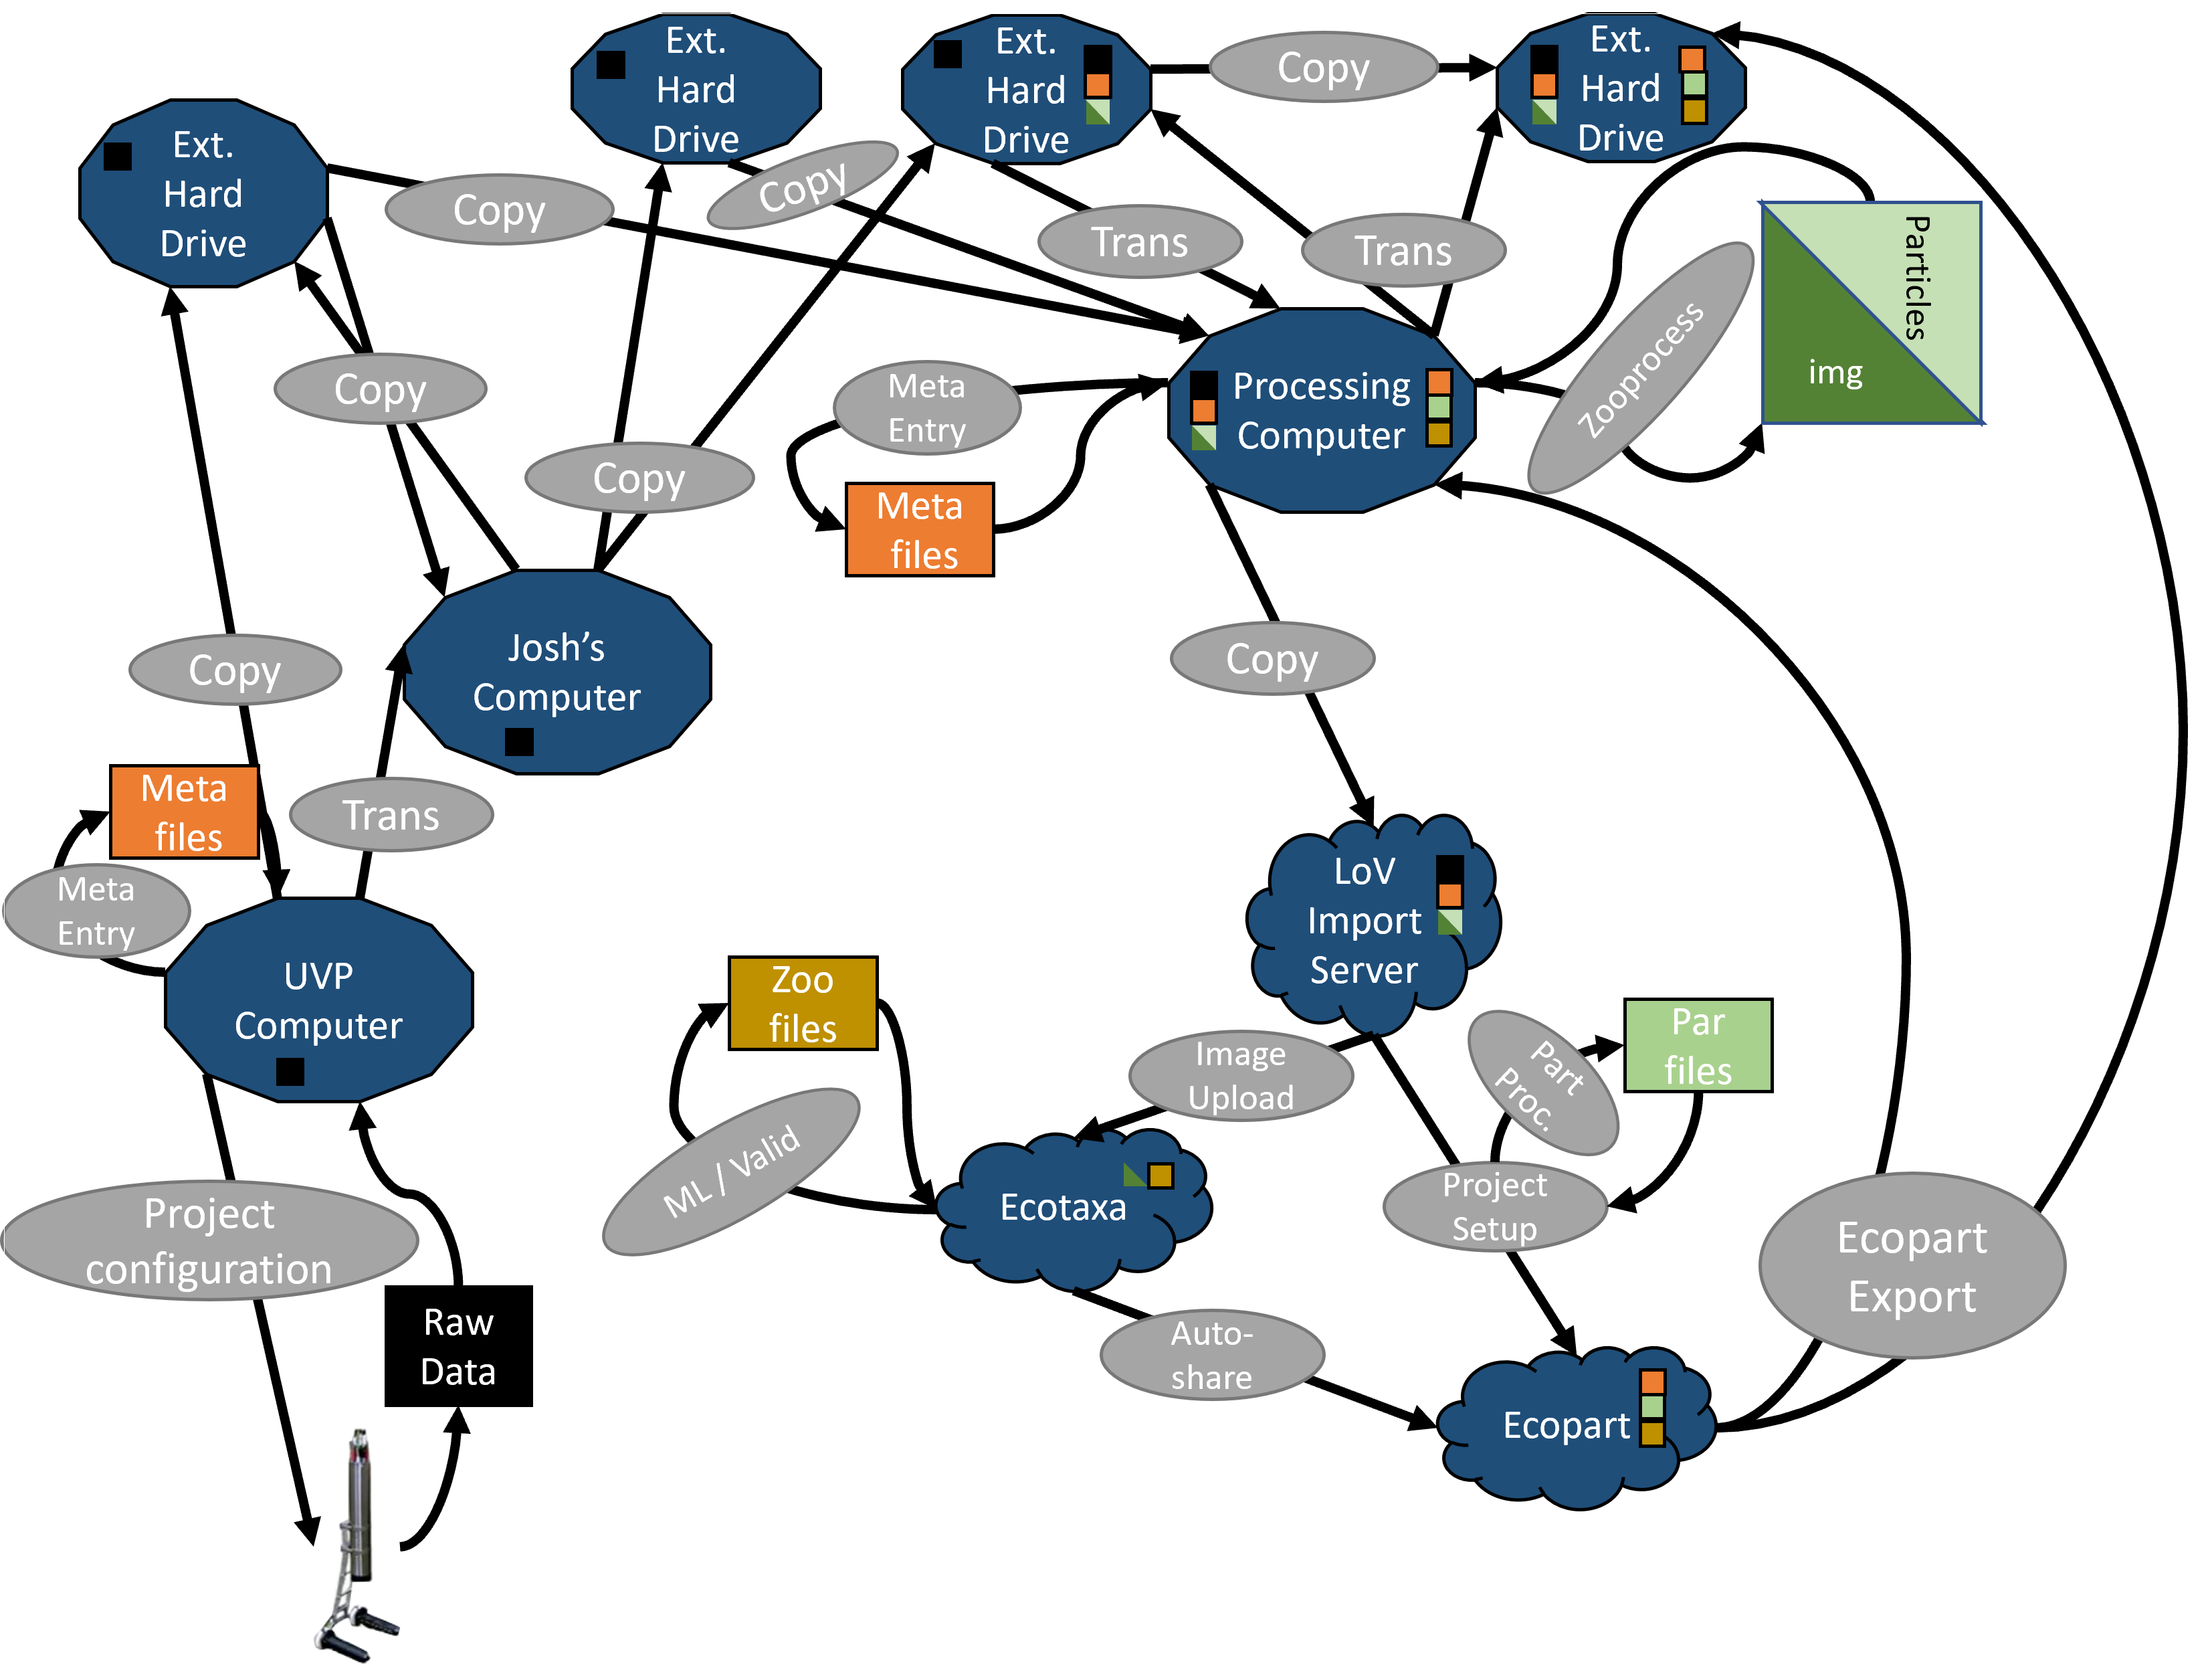 Ext.
Hard
Drive
Ext.
Hard
Drive
Ext.
Hard
Drive
Ext.
Hard
Drive
Copy
Copy
Copy
Trans
Trans
Particles
img
Zooprocess
Copy
Meta
Entry
Processing
Computer
Copy
Meta
files
Josh's
Computer
Copy
Copy
Meta
files
Trans
Meta
Entry
LoV
Import
Server
UVP
Computer
Zoo
files
Image
Upload
Part
Proc.
Par
files
ML / Valid
Ecotaxa
Project
Setup
Project
configuration
Ecopart
Export
Raw
Data
Auto-
share
Ecopart